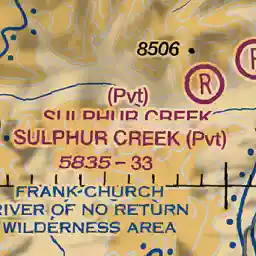 8506
R
(Pvt)
SULPHUR CREEK
SULPHUR CREEK (Pvt)
5835-33
FRANK CHURCH
RIVER OF NO RETURN
WILDERNESS AREA